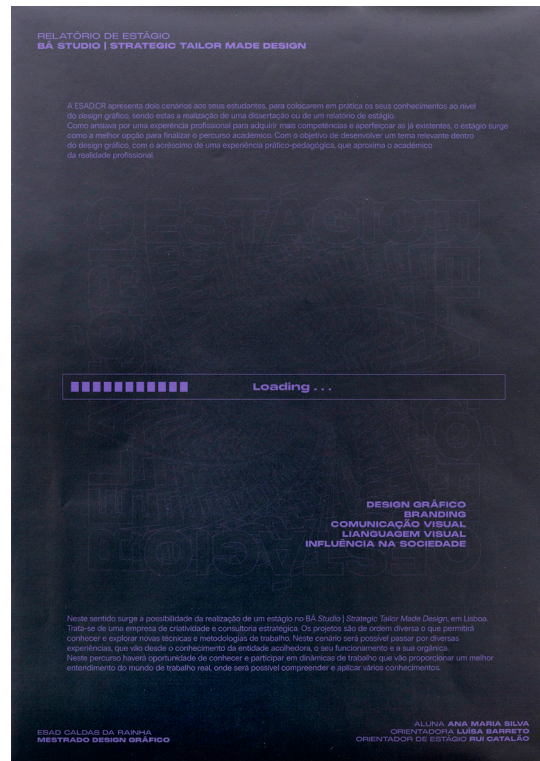 RELATÓRIO DE ESTÁGIO
BÁ STUDIO | STRATEGIC TAILOR MADE DESIGN
A ESAD.CR apresenta dois cenários aos seus estudantes, para colocarem em prática os seus conhecimentos ao nível
do design gráfico, sendo estas a realização de uma dissertação ou de um relatório de estágio.
Como ansiava por uma experiência profissional para adquirir mais competências e aperfeiçoar as já existentes, o estágio surge
como a melhor opção para finalizar o percurso académico. Com o objetivo de desenvolver um tema relevante dentro
do design gráfico, com o acréscimo de uma experiência prático-pedagógica, que aproxima o académico
da realidade profissional.
Loading . . .
DESIGN GRÁFICO
BRANDING
COMUNICAÇÃO VISUAL
LIANGUAGEM VISUAL
INFLUÊNCIA NA SOCIEDADE
Neste sentido surge a possibilidade da realização de um estágio no BÁ Studio | Strategic Tailor Made Design, em Lisboa.
Trata-se de uma empresa de criatividade e consultoria estratégica. Os projetos são de ordem diversa o que permitirá
conhecer e explorar novas técnicas e metodologias de trabalho. Neste cenário será possível passar por diversas
experiências, que vão desde o conhecimento da entidade acolhedora, o seu funcionamento e a sua orgânica.
Neste percurso haverá oportunidade de conhecer e participar em dinâmicas de trabalho que vão proporcionar um melhor
entendimento do mundo de trabalho real, onde será possível compreender e aplicar vários conhecimentos.
ESAD CALDAS DA RAINHA
MESTRADO DESIGN GRÁFICO
ALUNA ANA MARIA SILVA
ORIENTADORA LUÍSA BARRETO
ORIENTADOR DE ESTÁGIO RUI CATALÃO